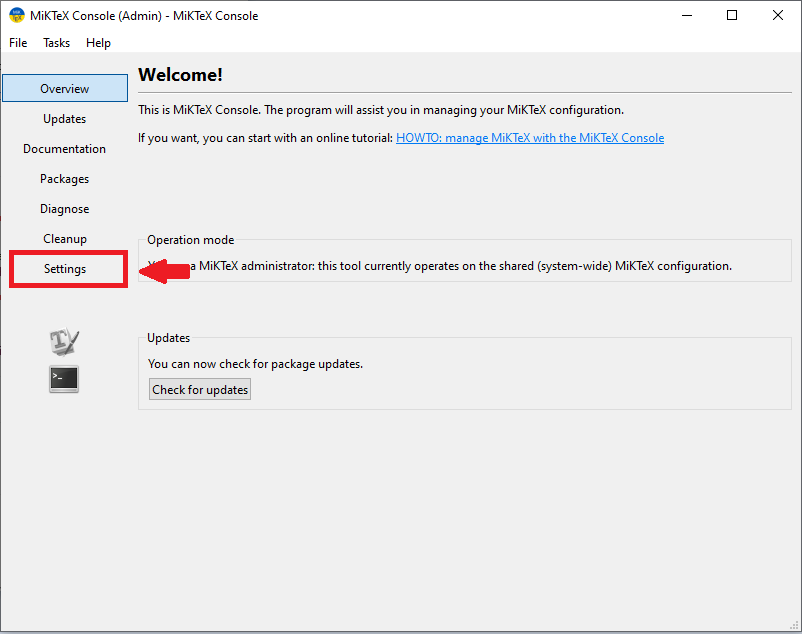 MiKTeX Console (Admin) - MiKTeX Console
File Tasks Help
Overview
Updates
Documentation
Packages
Diagnose
Cleanup
Settings
Welcome!
This is MiKTeX Console. The program will assist you in managing your MiKTeX configuration.
If you want, you can start with an online tutorial: HOWTO: manage MiKTeX with the MiKTeX Console
Operation mode
a MiKTeX administrator: this tool currently operates on the shared (system-wide) MiKTeX configuration.
Updates
You can now check for package updates.
Check for updates